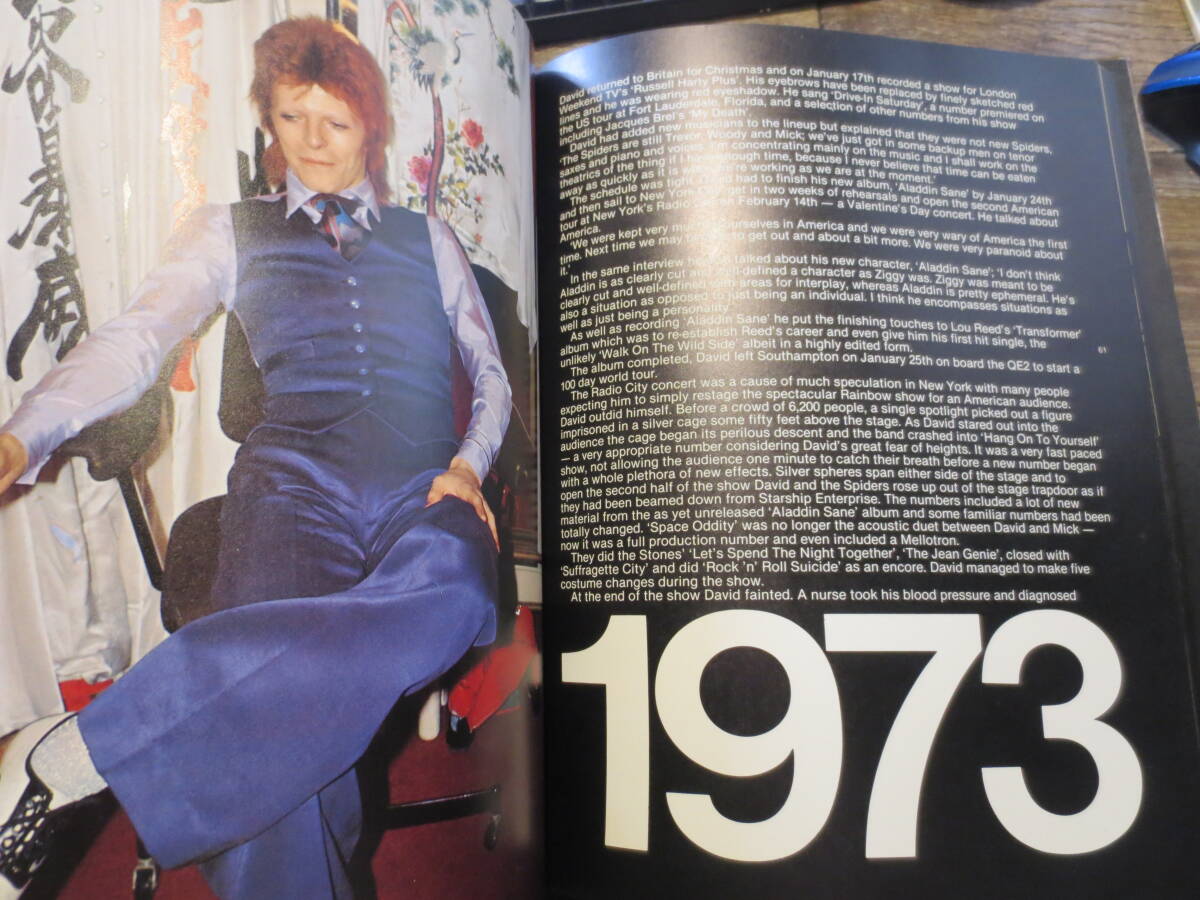 David returned to Britain for Christmas and on January 17th recorded a show for London
Weekend TV's 'Russell Harty Plus'. His eyebrows have been replaced by finely sketched red
lines and he was wearing red eyeshadow. He sang 'Drive-In Saturday', a number premiered on
the US tour at Fort Lauderdale, Florida, and a selection of other numbers from his show
including Jacques Brel's 'My Death'.
David had added new musicians to the lineup but explained that they were not new Spiders,
'The Spiders are still Trevor, Woody and Mick; we've just got in some backup men on tenor
saxes and piano and voices. I'm concentrating mainly on the music and I shall work on the
theatrics of the thing if I have enough time, because I never believe that time can be eaten
away as quickly as it is when we're working as we are at the moment.'
The schedule was tight. David had to finish his new album, 'Aladdin Sane' by January 24th
and then sail to New York, get in two weeks of rehearsals and open the second American
tour at New York's Radio City on February 14th — a Valentine's Day concert. He talked about
America.
'We were kept very much to ourselves in America and we were very wary of America the first
time. Next time we may to get out and about a bit more. We were very paranoid about
it.'
In the same interview he also talked about his new character, 'Aladdin Sane'; 'I don't think
Aladdin is as clearly cut and well-defined a character as Ziggy was. Ziggy was meant to be
clearly cut and well-defined with areas for interplay, whereas Aladdin is pretty ephemeral. He's
also a situation as opposed to just being an individual. I think he encompasses situations as
well as just being a personality.'
As well as recording 'Aladdin Sane' he put the finishing touches to Lou Reed's 'Transformer'
album which was to re-establish Reed's career and even give him his first hit single, the
unlikely 'Walk On The Wild Side' albeit in a highly edited form.
The album completed, David left Southampton on January 25th on board the QE2 to start a
100 day world tour.
The Radio City concert was a cause of much speculation in New York with many people
expecting him to simply restage the spectacular Rainbow show for an American audience.
David outdid himself. Before a crowd of 6,200 people, a single spotlight picked out a figure
imprisoned in a silver cage some fifty feet above the stage. As David stared out into the
audience the cage began its perilous descent and the band crashed into 'Hang On To Yourself'
— a very appropriate number considering David's great fear of heights. It was a very fast paced
show, not allowing the audience one minute to catch their breath before a new number began
with a whole plethora of new effects. Silver spheres span either side of the stage and to
open the second half of the show David and the Spiders rose up out of the stage trapdoor as if
they had been beamed down from Starship Enterprise. The numbers included a lot of new
material from the as yet unreleased 'Aladdin Sane' album and some familiar numbers had been
totally changed. 'Space Oddity' was no longer the acoustic duet between David and Mick —
now it was a full production number and even included a Mellotron.
They did the Stones' 'Let's Spend The Night Together', 'The Jean Genie', closed with
'Suffragette City' and did 'Rock 'n' Roll Suicide' as an encore. David managed to make five
costume changes during the show.
At the end of the show David fainted. A nurse took his blood pressure and diagnosed
61
1973